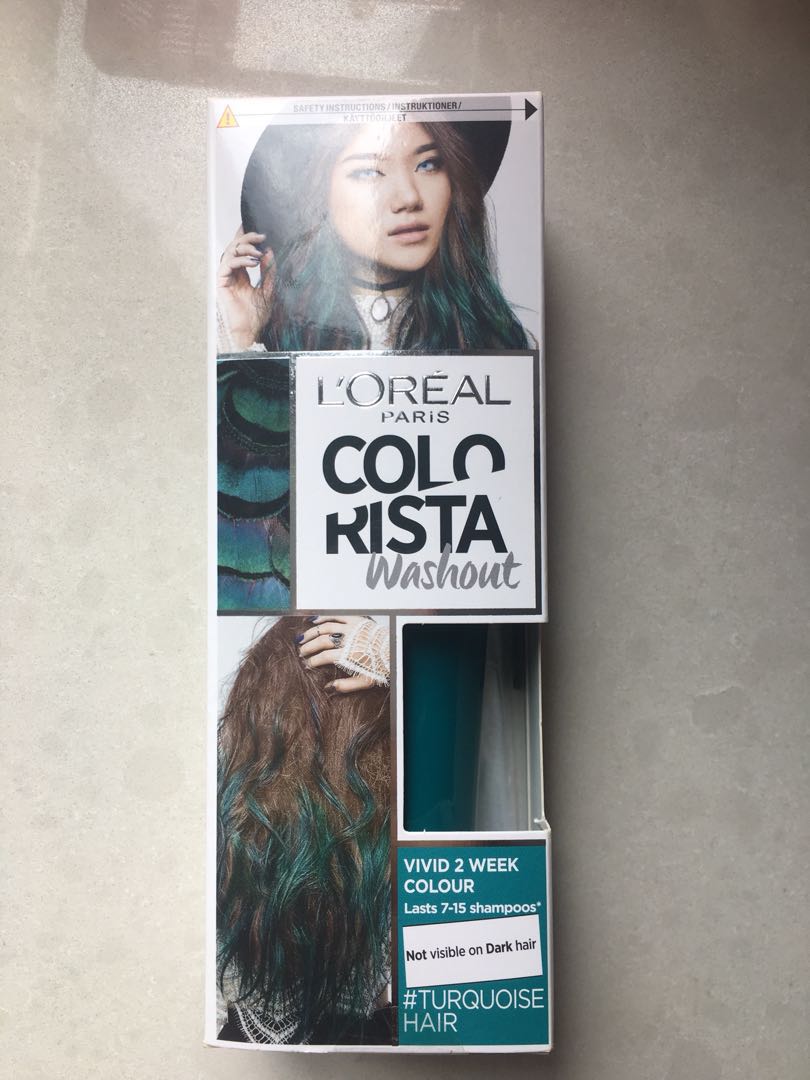 SAFETY INSTRUCTIONS / INSTRUKTIONER /
KÄYTTÖOHJEET
L'ORÉAL
PARIS
COLO
RISTA
Washout
VIVID 2 WEEK
COLOUR
Lasts 7-15 shampoos*
Not visible on Dark hair
#TURQUOISE
HAIR